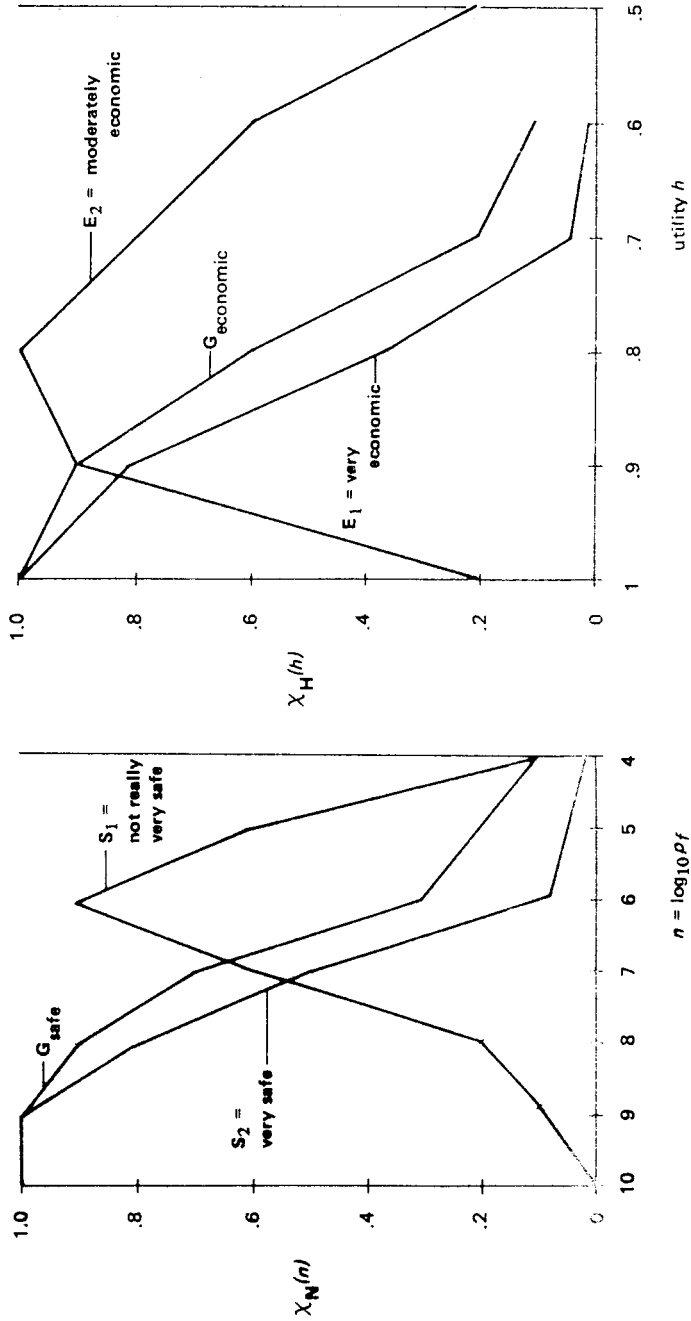 1.0
.8
.6
.4
.2
0
χN(n)
10
9
8
7
6
5
4
n = log10 pf
G safe
S2 =
very safe
S1 =
not really
very safe
1.0
.8
.6
.4
.2
0
χH(h)
1
.9
.8
.7
.6
.5
utility h
E1 = very
economic
G economic
E2 = moderately
economic